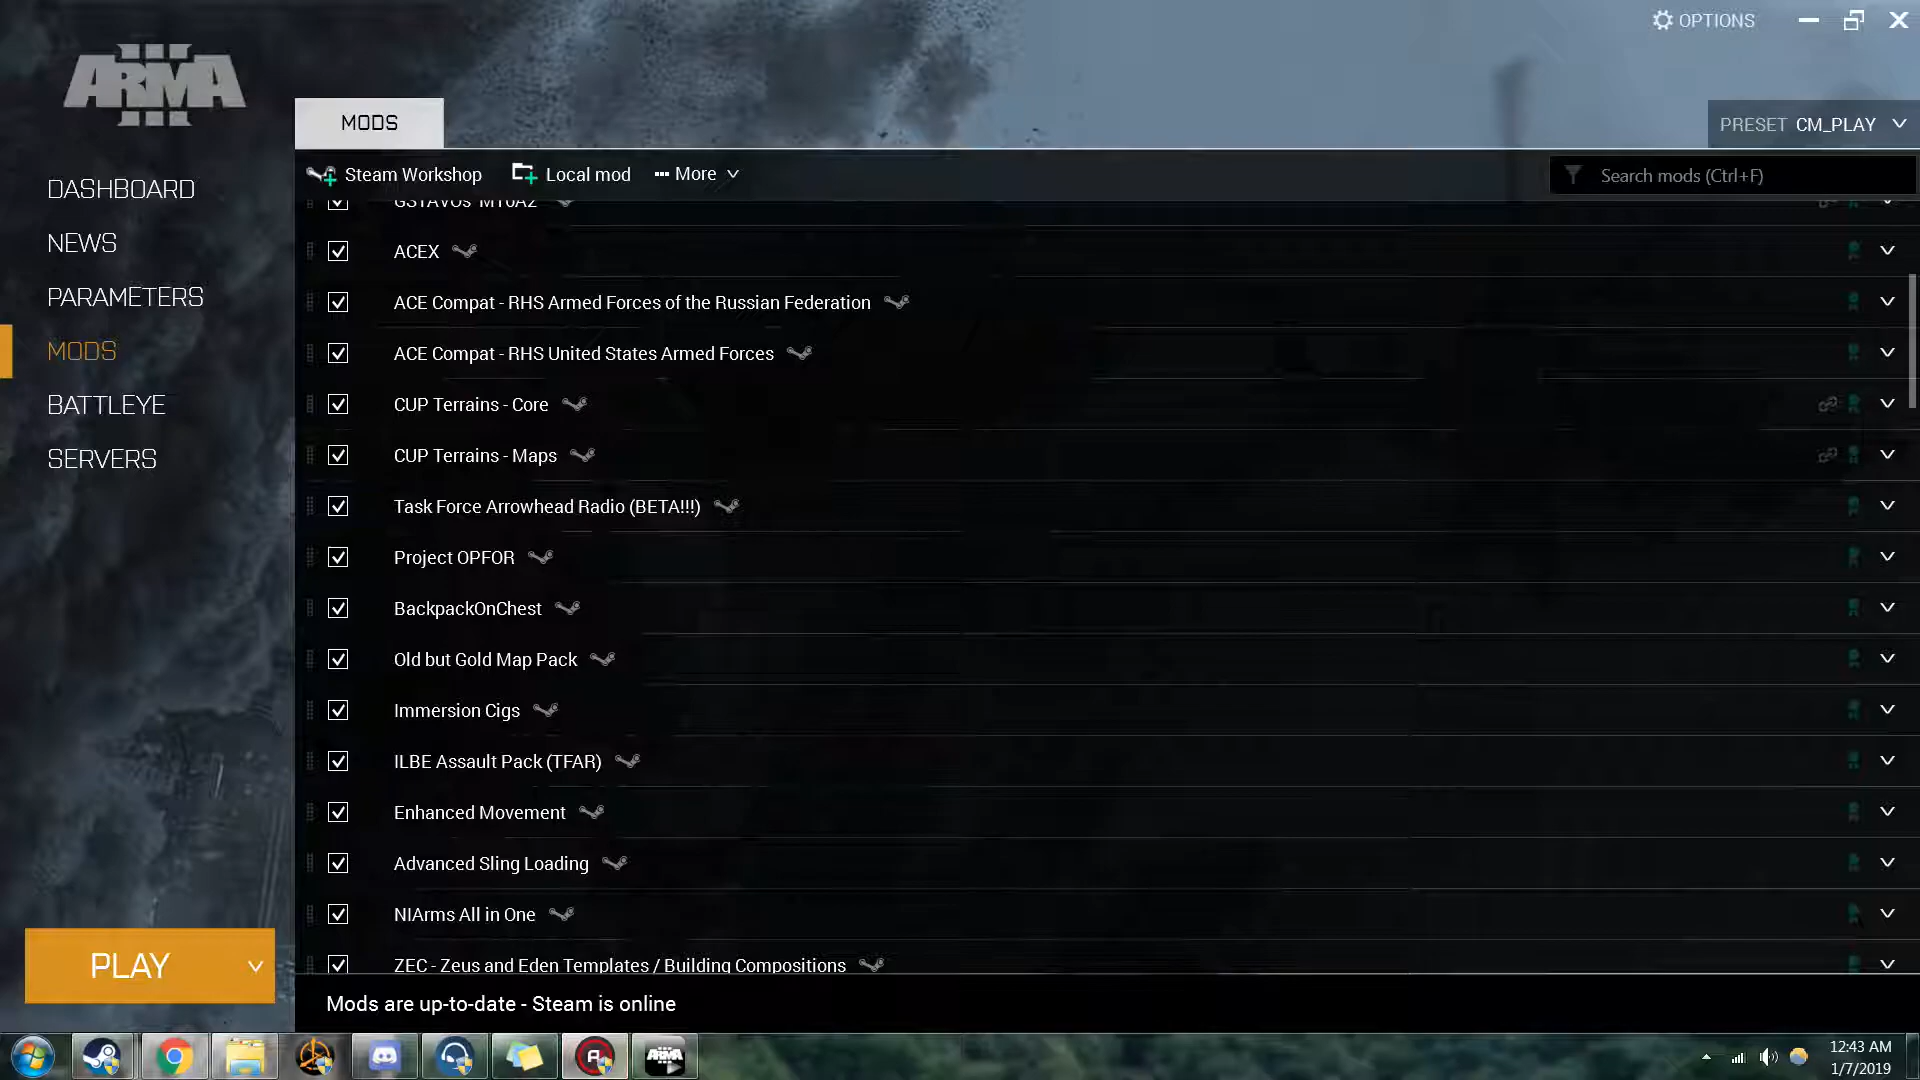 OPTIONS
ARMA III
MODS
PRESET CM_PLAY
Steam Workshop
Local mod
More
Search mods (Ctrl+F)
DASHBOARD
NEWS
PARAMETERS
MODS
BATTLEYE
SERVERS
GSTAVOs M16A2
ACEX
ACE Compat - RHS Armed Forces of the Russian Federation
ACE Compat - RHS United States Armed Forces
CUP Terrains - Core
CUP Terrains - Maps
Task Force Arrowhead Radio (BETA!!!)
Project OPFOR
BackpackOnChest
Old but Gold Map Pack
Immersion Cigs
ILBE Assault Pack (TFAR)
Enhanced Movement
Advanced Sling Loading
NIArms All in One
ZEC - Zeus and Eden Templates / Building Compositions
PLAY
Mods are up-to-date - Steam is online
ARMA
12:43 AM
1/7/2019